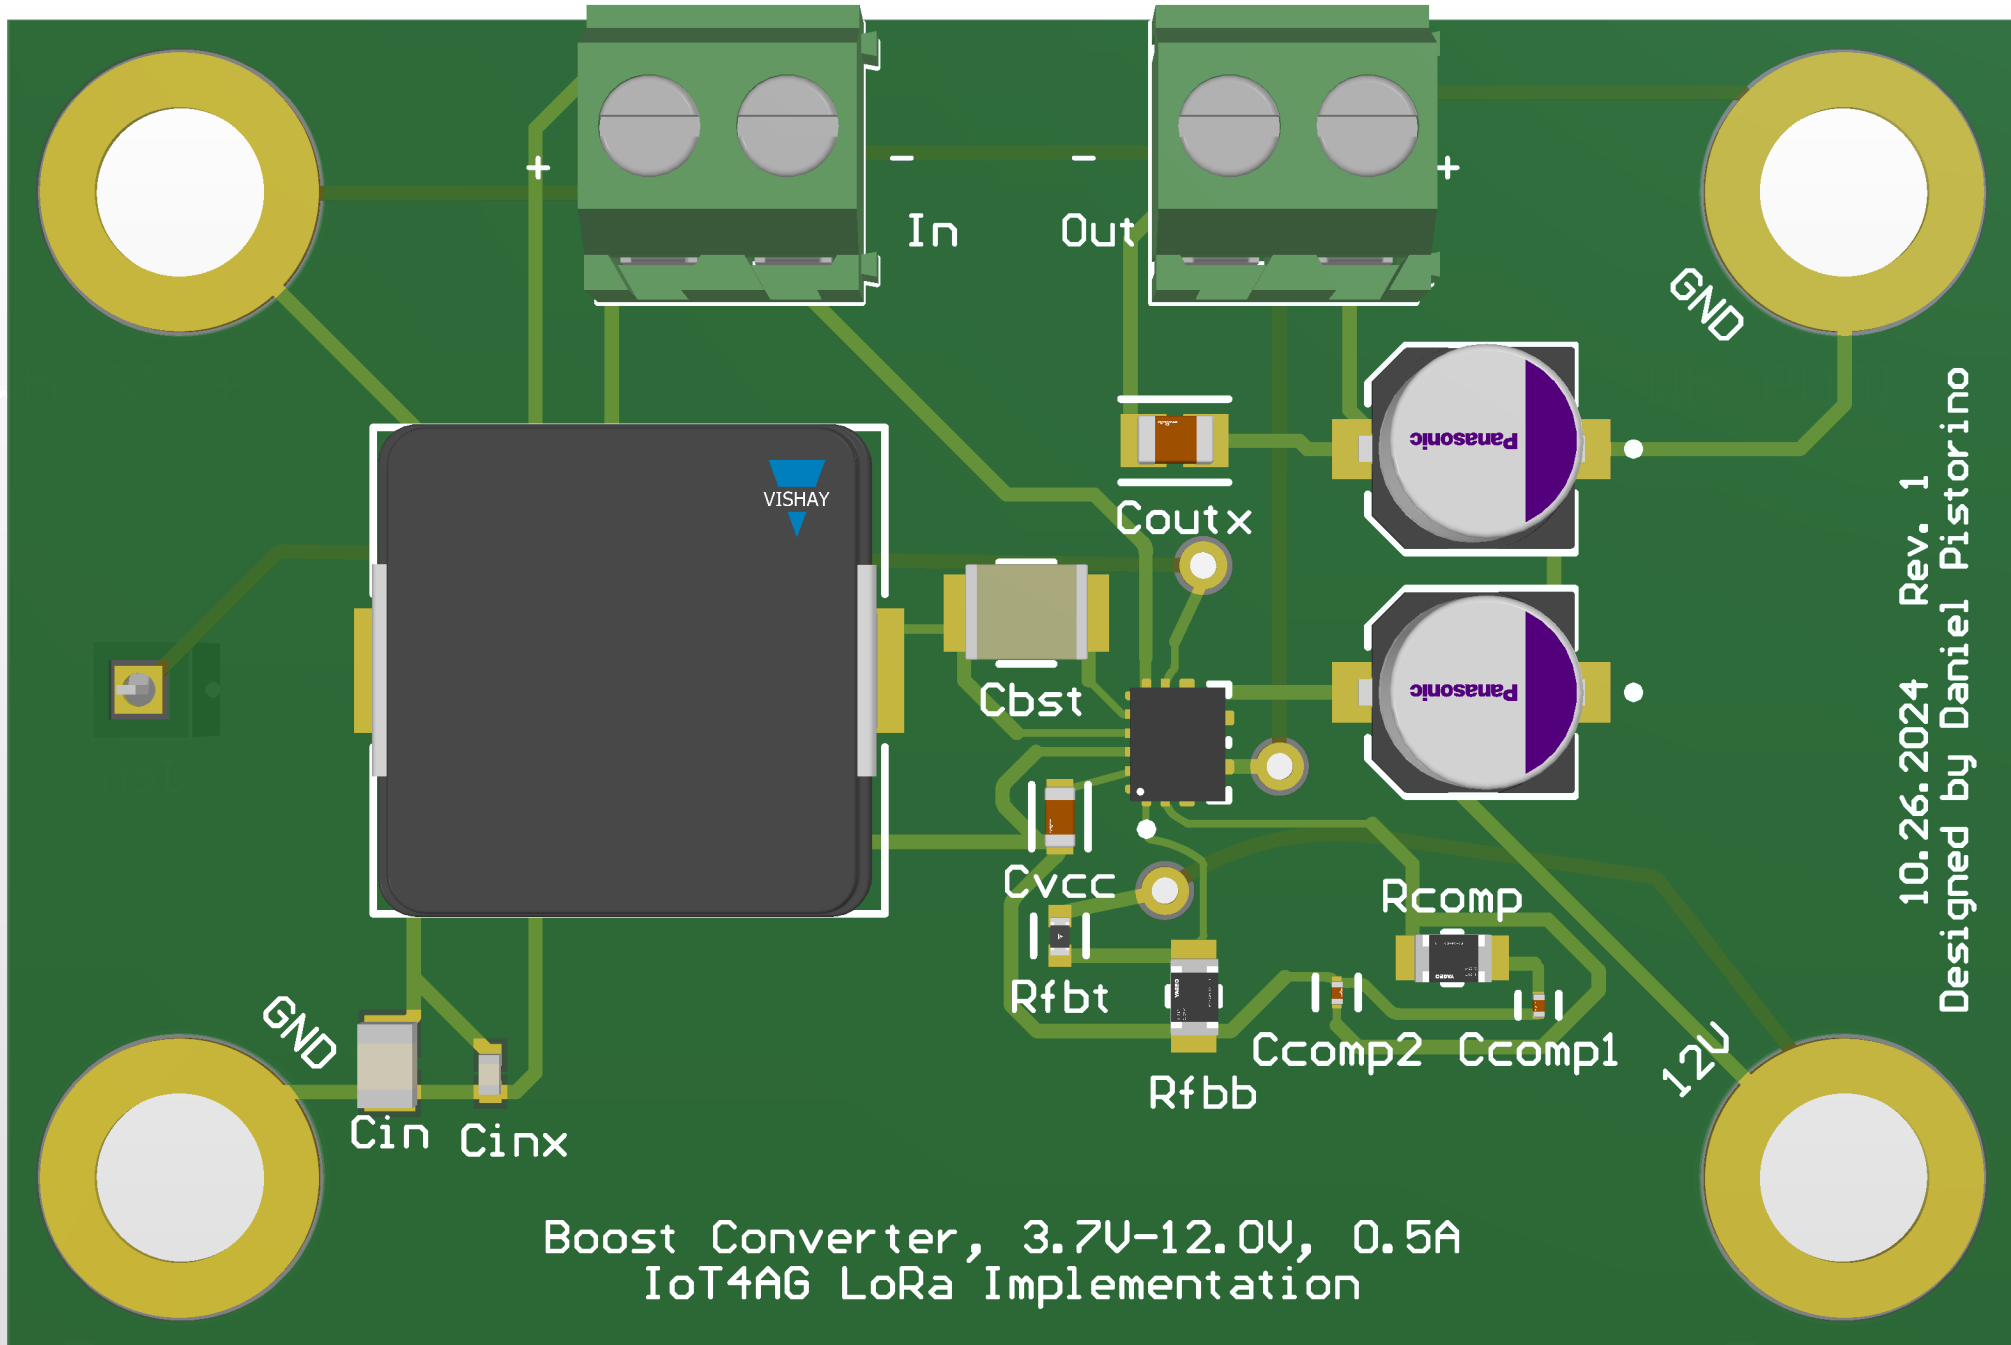 +
-
-
+
In
Out
GND
Panasonic
VISHAY
Coutx
Panasonic
Cbst
Cvcc
Rcomp
Rfbt
GND
Ccomp2
Ccomp1
12V
Rfbb
Cin
Cinx
10.26.2024 Rev. 1
Designed by Daniel Pistorino
Boost Converter, 3.7V-12.0V, 0.5A
IoT4AG LoRa Implementation